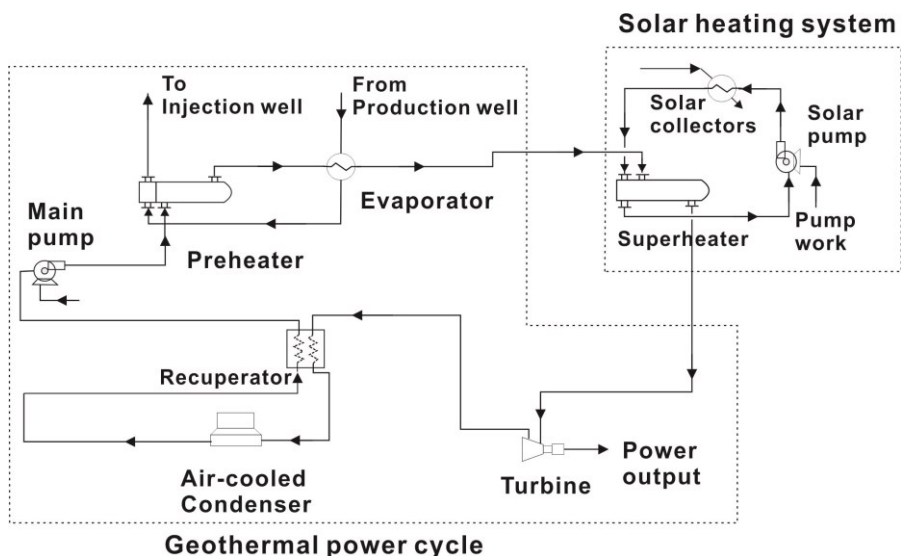 Solar heating system
To
Injection well
From
Production well
Solar
collectors
Solar
pump
Evaporator
Main
pump
Preheater
Superheater
Pump
work
Recuperator
Air-cooled
Condenser
Turbine
Power
output
Geothermal power cycle